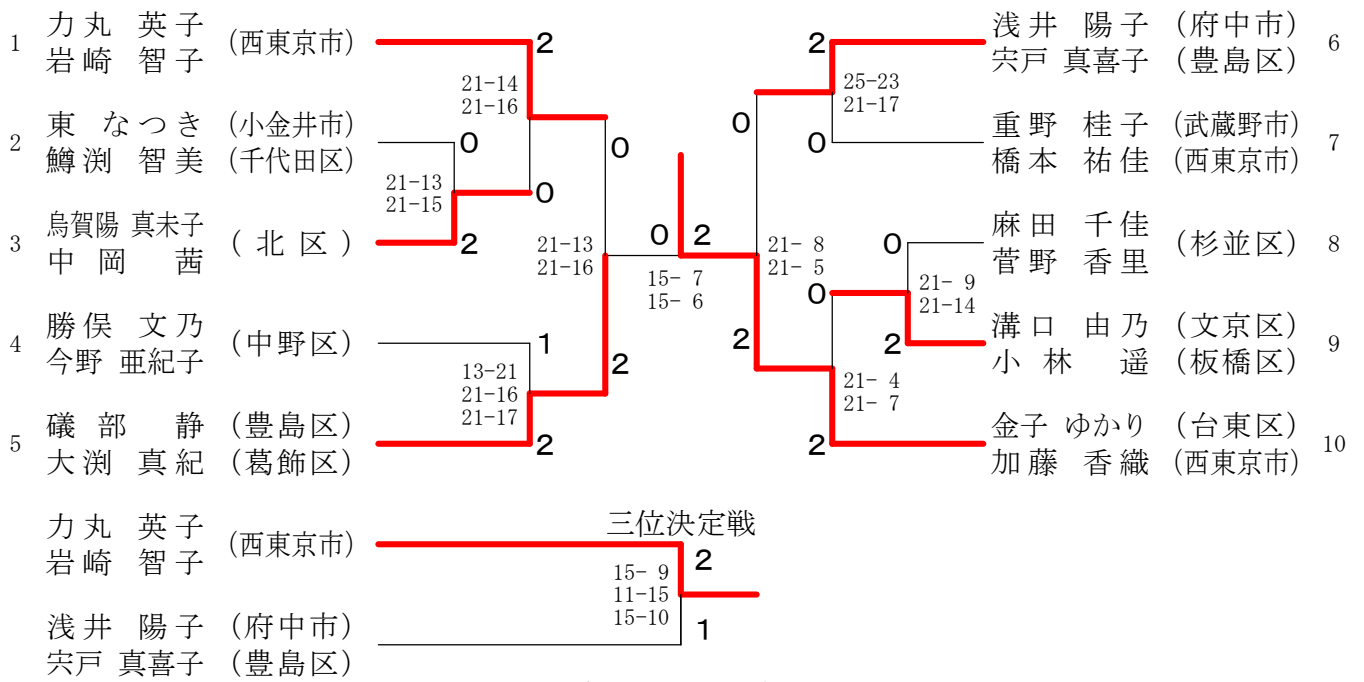 1 力丸 英子 (西東京市)
岩崎 智子
2 東 なつき (小金井市)
鱒渕 智美 (千代田区)
3 烏賀陽 真未子 (北区)
中岡 茜
4 勝俣 文乃 (中野区)
今野 亜紀子
5 礒部 静 (豊島区)
大渕 真紀 (葛飾区)
2
21-14
21-16
0
21-13
21-15
2
0
0
21-13
21-16
1
13-21
21-16
21-17
2
2
0 2
15- 7
15- 6
浅井 陽子 (府中市) 6
宍戸 真喜子 (豊島区)
重野 桂子 (武蔵野市) 7
橋本 祐佳 (西東京市)
麻田 千佳 (杉並区) 8
菅野 香里
溝口 由乃 (文京区) 9
小林 遥 (板橋区)
金子 ゆかり (台東区) 10
加藤 香織 (西東京市)
2
25-23
21-17
0
0
21- 8
21- 5
0
21- 9
21-14
2
0
2
21- 4
21- 7
2
三位決定戦
力丸 英子 (西東京市)
岩崎 智子
2
15- 9
11-15
15-10
1
浅井 陽子 (府中市)
宍戸 真喜子 (豊島区)